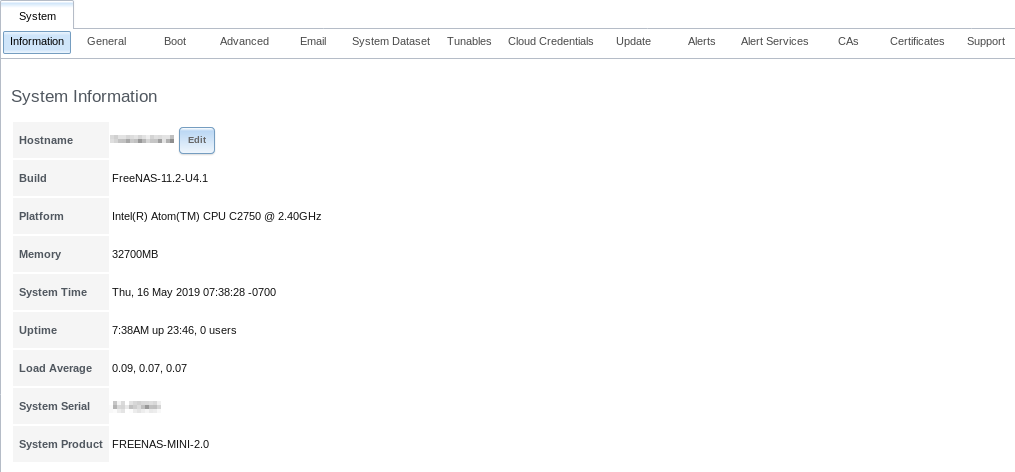 System
Information General Boot Advanced Email System Dataset Tunables Cloud Credentials Update Alerts Alert Services CAs Certificates Support
System Information
Hostname Edit
Build FreeNAS-11.2-U4.1
Platform Intel(R) Atom(TM) CPU C2750 @ 2.40GHz
Memory 32700MB
System Time Thu, 16 May 2019 07:38:28 -0700
Uptime 7:38AM up 23:46, 0 users
Load Average 0.09, 0.07, 0.07
System Serial
System Product FREENAS-MINI-2.0